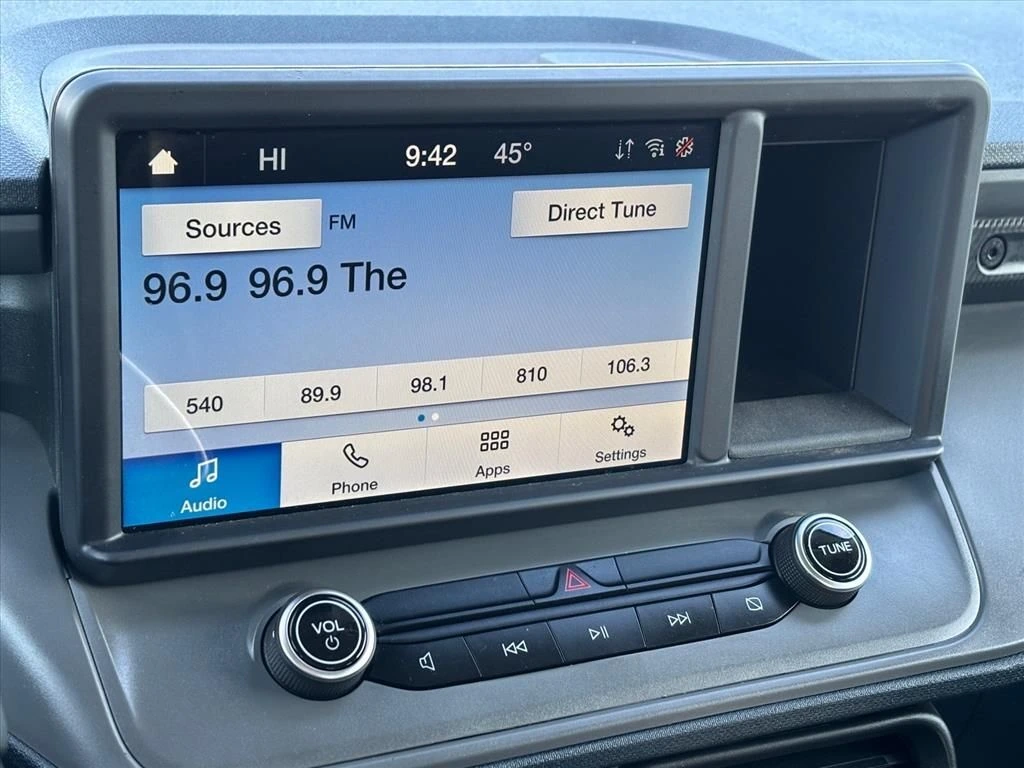 HI 9:42 45°
Sources FM Direct Tune
96.9 96.9 The
540 89.9 98.1 810 106.3
Audio Phone Apps Settings
TUNE
VOL